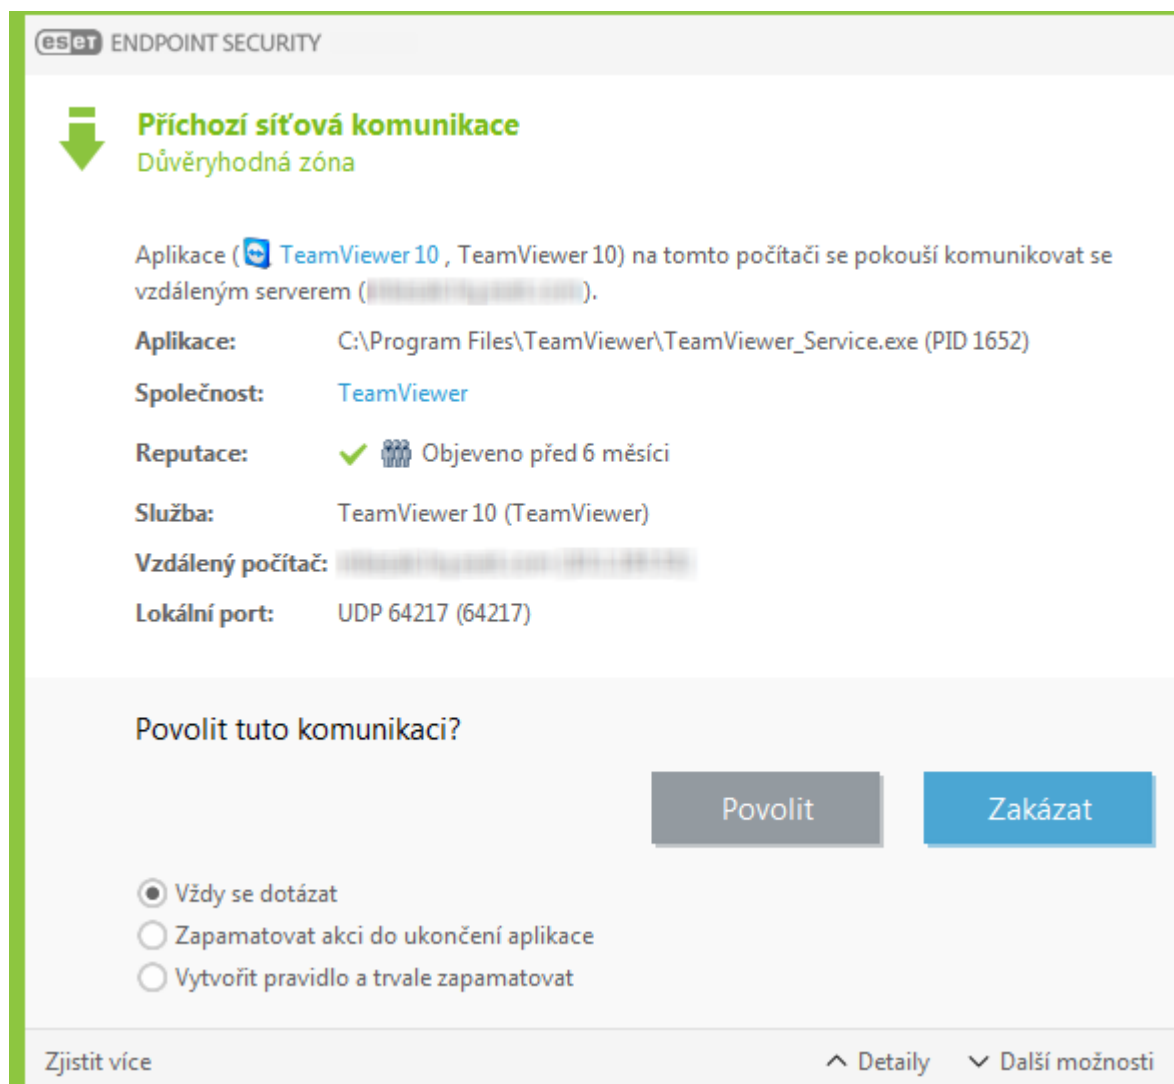 eset ENDPOINT SECURITY
Příchozí síťová komunikace
Důvěryhodná zóna
Aplikace ( TeamViewer 10 , TeamViewer 10) na tomto počítači se pokouší komunikovat se
vzdáleným serverem ( ).
Aplikace: C:\Program Files\TeamViewer\TeamViewer_Service.exe (PID 1652)
Společnost: TeamViewer
Reputace: Objeveno před 6 měsíci
Služba: TeamViewer 10 (TeamViewer)
Vzdálený počítač:
Lokální port: UDP 64217 (64217)
Povolit tuto komunikaci?
Povolit Zakázat
Vždy se dotázat
Zapamatovat akci do ukončení aplikace
Vytvořit pravidlo a trvale zapamatovat
Zjistit více Detaily Další možnosti